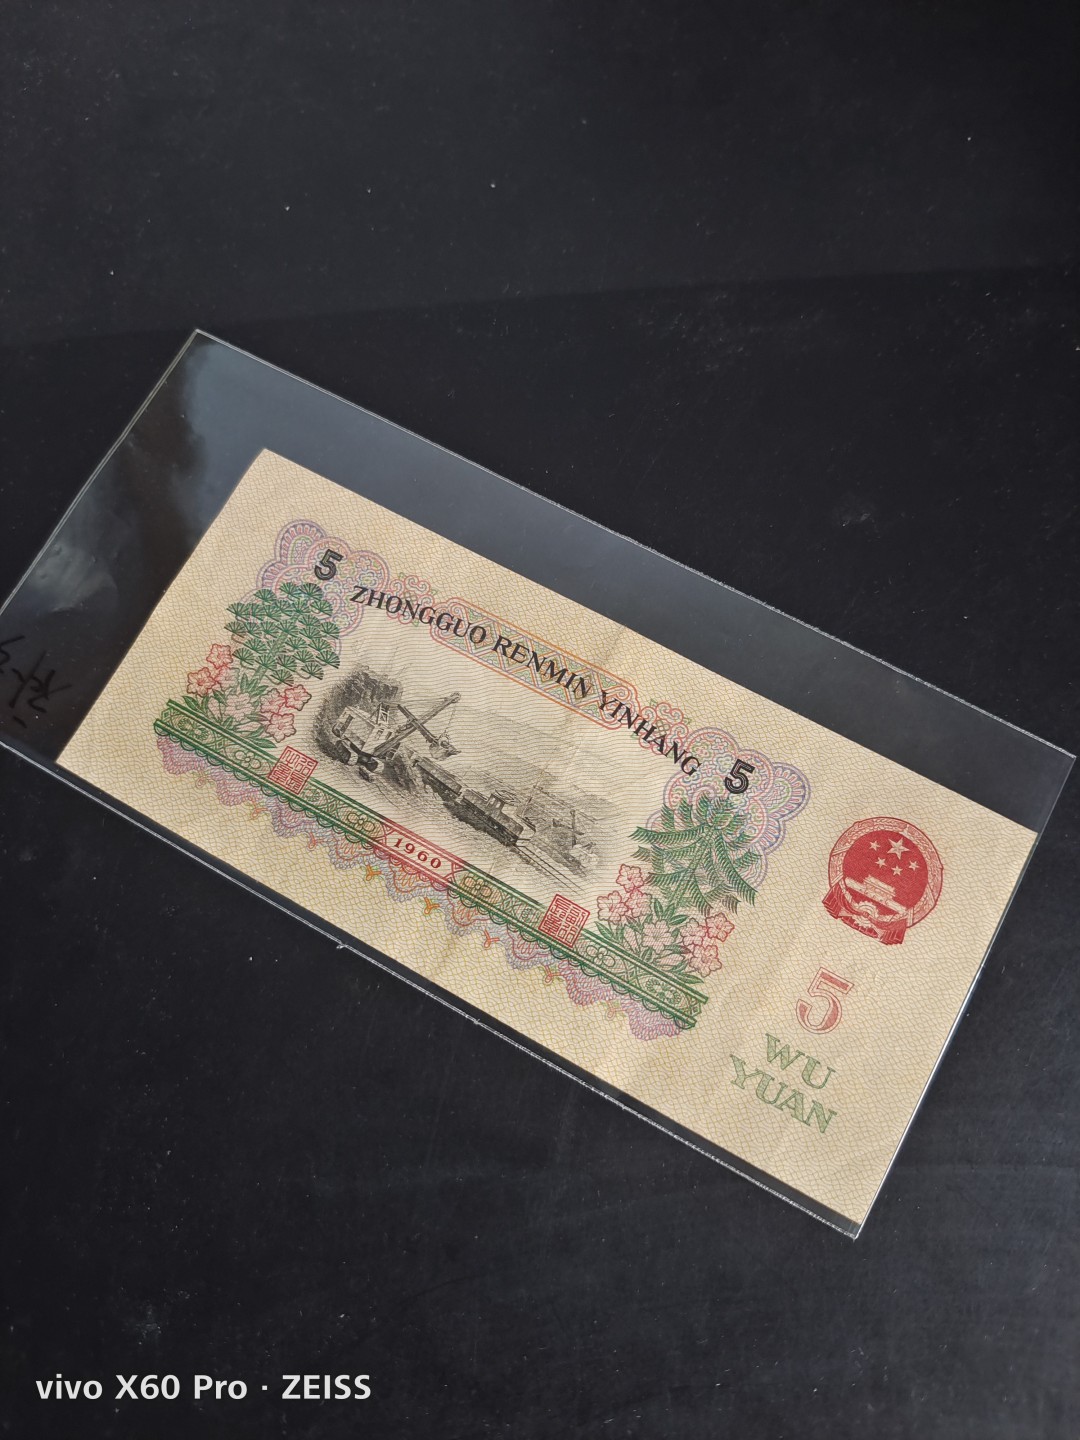 5
ZHONGGUO RENMIN YINHANG
5
1960
5
WU
YUAN
vivo X60 Pro · ZEISS